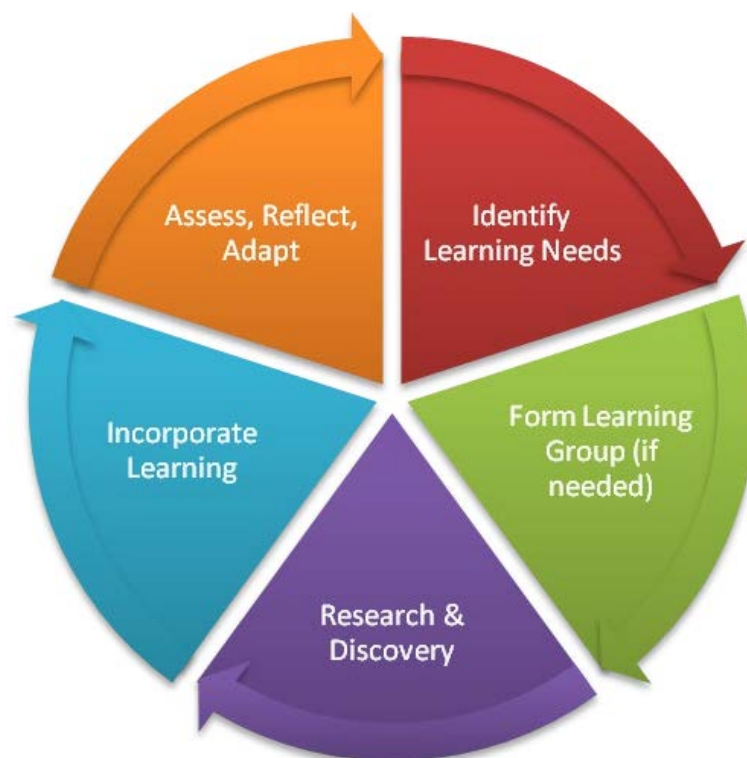 Identify
Learning Needs
Form Learning
Group (if
needed)
Research &
Discovery
Incorporate
Learning
Assess, Reflect,
Adapt